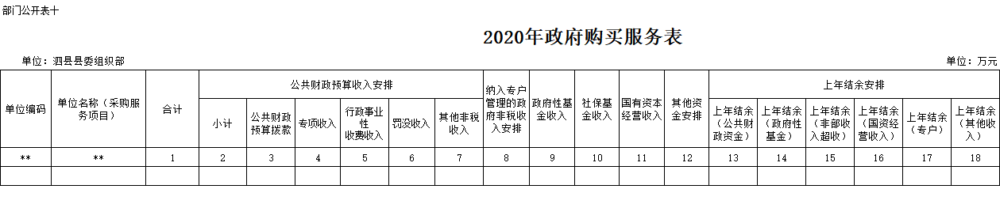 部门公开表十
2020年政府购买服务表
单位：泗县县委组织部
单位：万元
单位编码
单位名称（采购服
务项目）
合计
公共财政预算收入安排
小计
公共财政
预算拨款
专项收入
行政事业
性
收费收入
罚没收入
其他非税
收入
纳入专户
管理的政
府非税收
入安排
政府性基
金收入
社保基
金收入
国有资本
经营收入
其他资
金安排
上年结余安排
上年结余
（公共财
政资金）
上年结余
（政府性
基金）
上年结余
（非部收
入超收）
上年结余
（国资经
营收入）
上年结余
（专户）
上年结余
（其他收
入）
** ** 1 2 3 4 5 6 7 8 9 10 11 12 13 14 15 16 17 18